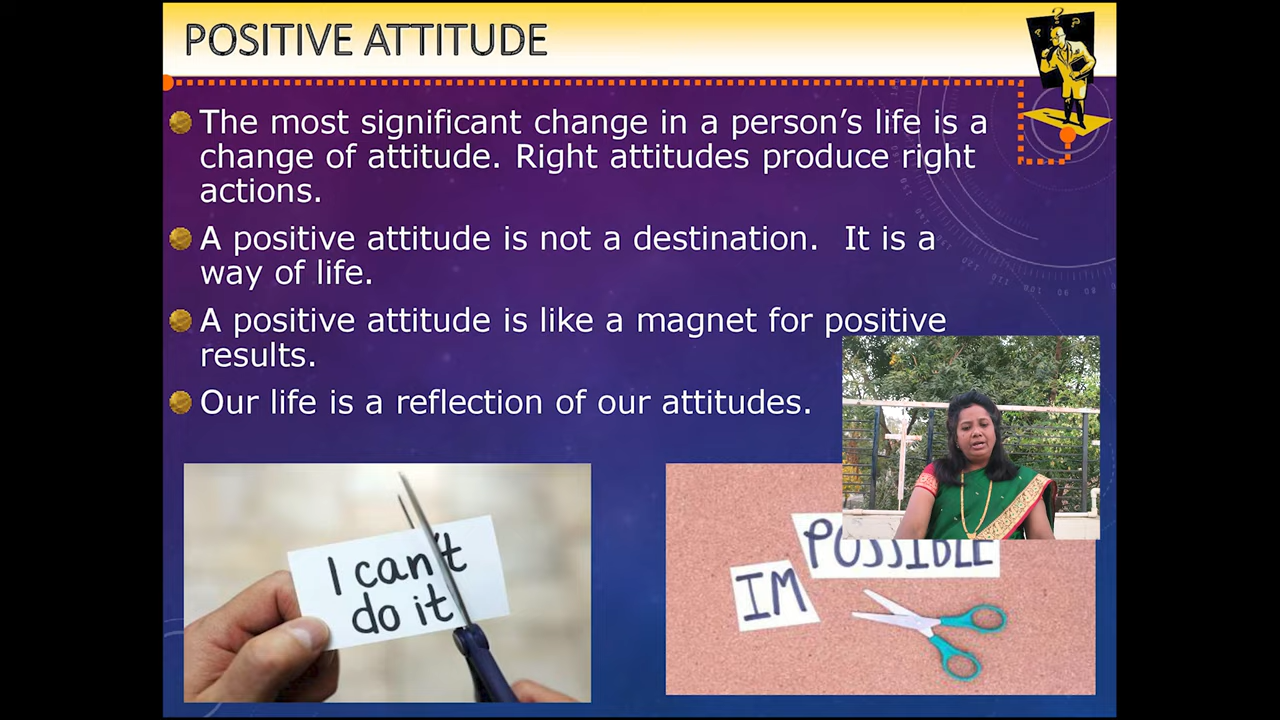 POSITIVE ATTITUDE
The most significant change in a person's life is a
change of attitude. Right attitudes produce right
actions.
A positive attitude is not a destination. It is a
way of life.
A positive attitude is like a magnet for positive
results.
Our life is a reflection of our attitudes.
I can't
do it
POSSIBLE
IM